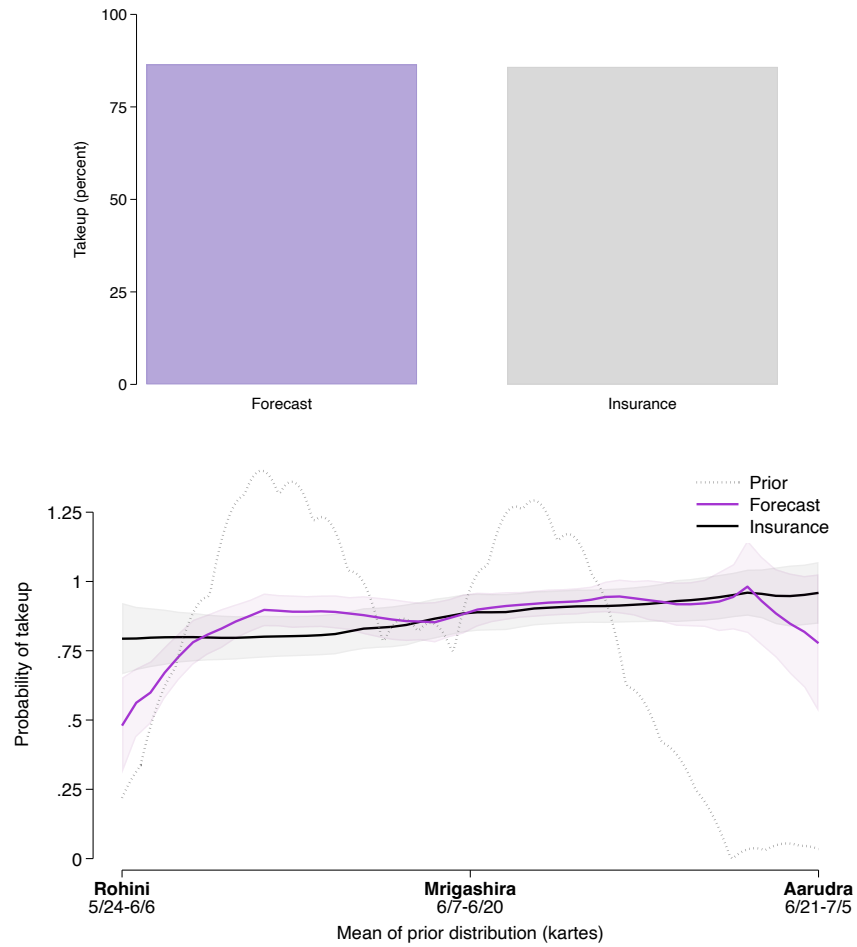 100
75
50
25
0
Takeup (percent)
Forecast
Insurance
Prior
Forecast
Insurance
1.25
1
.75
.5
.25
0
Probability of takeup
Rohini
5/24-6/6
Mrigashira
6/7-6/20
Aarudra
6/21-7/5
Mean of prior distribution (kartes)